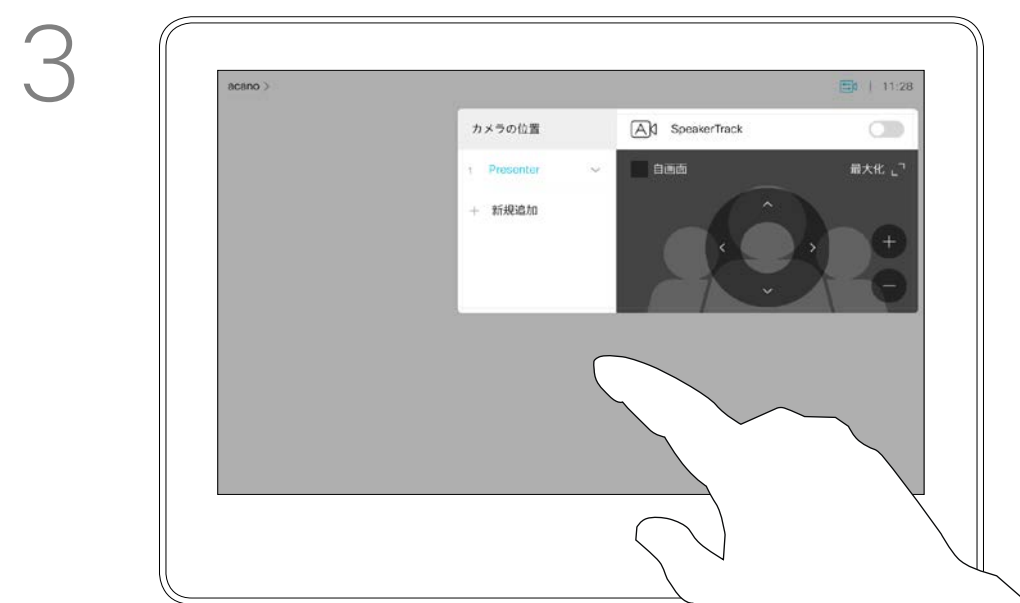 3
acano >
| 11:28
カメラの位置
A SpeakerTrack
1 Presenter
自画面
最大化
+ 新規追加